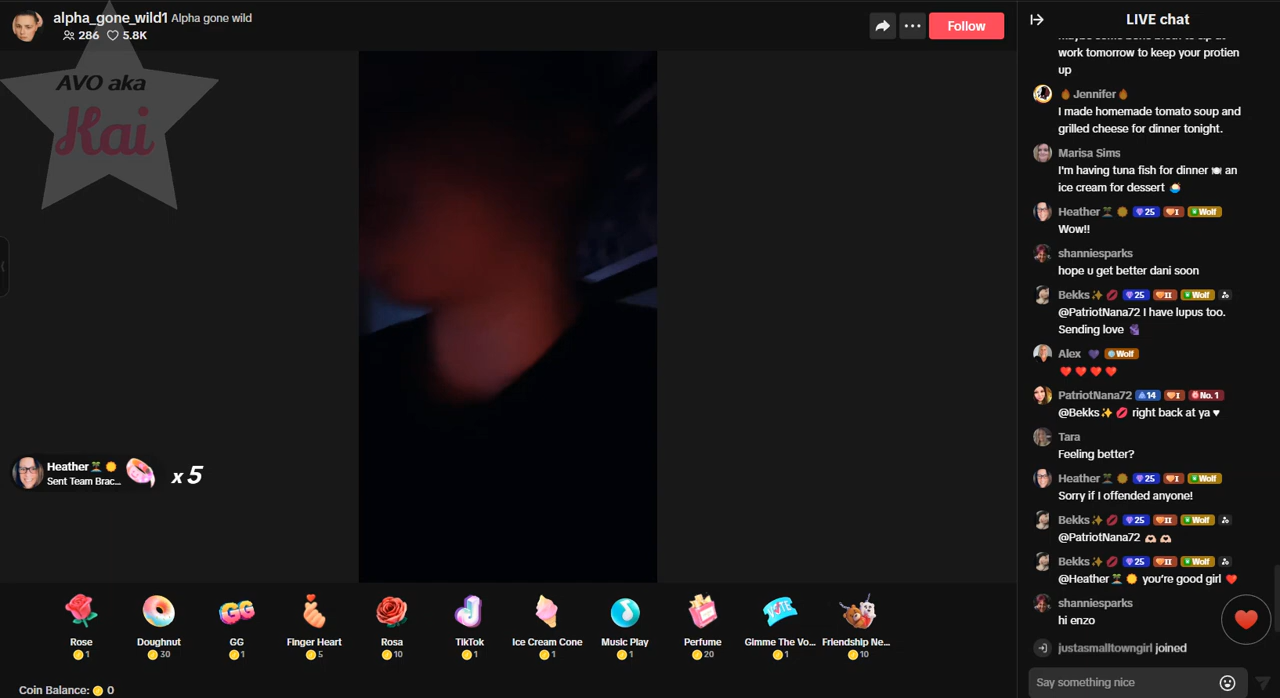 alpha_gone_wild1 Alpha gone wild
286 5.8K
Follow
AVO aka
Kai
Heather
Sent Team Brac...
x 5
Rose
1
Doughnut
30
GG
1
Finger Heart
5
Rosa
10
TikTok
1
Ice Cream Cone
1
Music Play
1
Perfume
20
Gimme The Vo...
1
Friendship Ne...
10
Coin Balance: 0
LIVE chat
work tomorrow to keep your protien
up
Jennifer
I made homemade tomato soup and
grilled cheese for dinner tonight.
Marisa Sims
I'm having tuna fish for dinner 🍽 an
ice cream for dessert 🍧
Heather 25 I Wolf
Wow!!
shanniesparks
hope u get better dani soon
Bekks✨💋 25 II Wolf
@PatriotNana72 I have lupus too.
Sending love
Alex 💜 Wolf
❤️ ❤️ ❤️ ❤️
PatriotNana72 14 I No. 1
@Bekks✨💋 right back at ya ♥
Tara
Feeling better?
Heather 25 I Wolf
Sorry if I offended anyone!
Bekks✨💋 25 II Wolf
@PatriotNana72 🫶🏻 🫶🏻
Bekks✨💋 25 II Wolf
@Heather you're good girl ❤️
shanniesparks
hi enzo
justasmalltowngirl joined
Say something nice